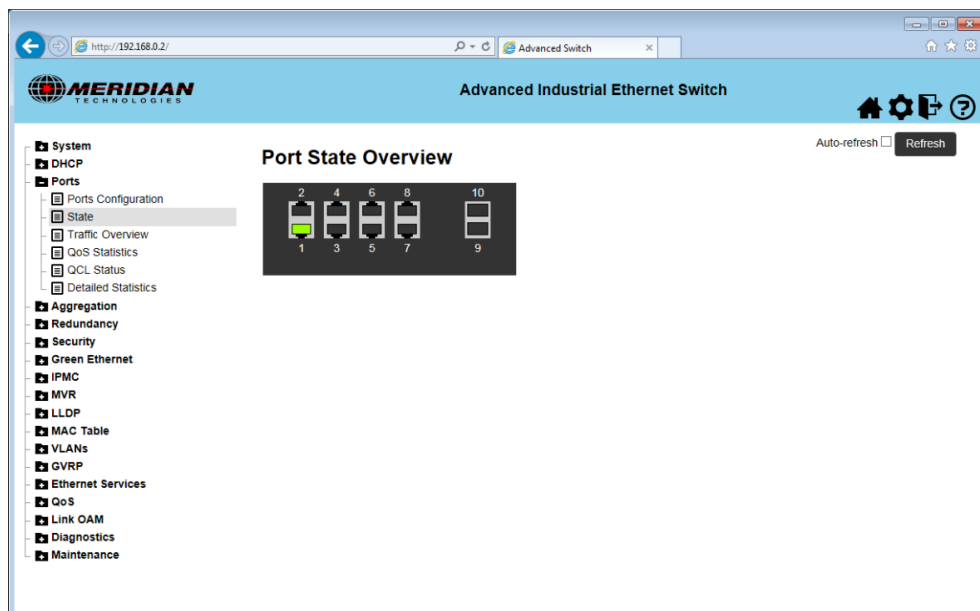 http://192.168.0.2/
Advanced Switch
MERIDIAN
TECHNOLOGIES
Advanced Industrial Ethernet Switch
Auto-refresh Refresh
System
DHCP
Ports
Ports Configuration
State
Traffic Overview
QoS Statistics
QCL Status
Detailed Statistics
Aggregation
Redundancy
Security
Green Ethernet
IPMC
MVR
LLDP
MAC Table
VLANs
GVRP
Ethernet Services
QoS
Link OAM
Diagnostics
Maintenance
Port State Overview
2 4 6 8 10
1 3 5 7 9